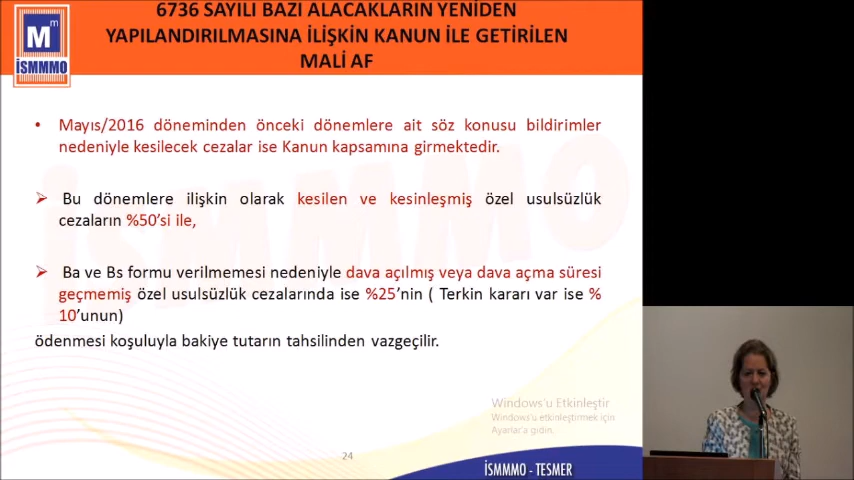 6736 SAYILI BAZI ALACAKLARIN YENİDEN
YAPILANDIRILMASINA İLİŞKİN KANUN İLE GETİRİLEN
MALİ AF
Mm
İSMMMO
• Mayıs/2016 döneminden önceki dönemlere ait söz konusu bildirimler
nedeniyle kesilecek cezalar ise Kanun kapsamına girmektedir.
➢ Bu dönemlere ilişkin olarak kesilen ve kesinleşmiş özel usulsüzlük
cezaların %50'si ile,
➢ Ba ve Bs formu verilmemesi nedeniyle dava açılmış veya dava açma süresi
geçmemiş özel usulsüzlük cezalarında ise %25'nin ( Terkin kararı var ise %
10'unun)
ödenmesi koşuluyla bakiye tutarın tahsilinden vazgeçilir.
Windows'u Etkinleştir
Windows'u etkinleştirmek için
Ayarlar'a gidin.
24
İSMMMO - TESMER